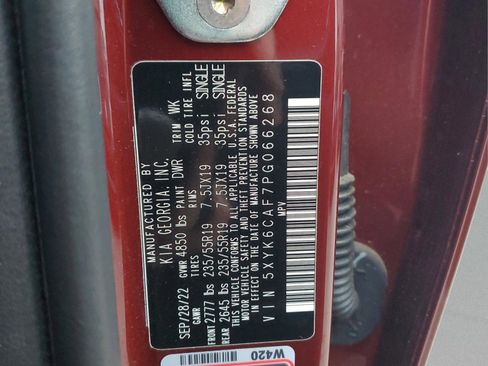 MANUFACTURED BY
KIA GEORGIA, INC.
SEP/28/22 GVWR 4850 lbs PAINT DWR TRIM WK
GAWR TIRES RIMS COLD TIRE INFL
FRONT 2777 lbs 235/55R19 7.5JX19 35psi SINGLE
REAR 2645 lbs 235/55R19 7.5JX19 35psi SINGLE
THIS VEHICLE CONFORMS TO ALL APPLICABLE U.S.A. FEDERAL
MOTOR VEHICLE SAFETY AND THEFT PREVENTION STANDARDS
IN EFFECT ON THE DATE OF MANUFACTURE SHOWN ABOVE
VIN 5XYK6CAF7PG066268
MPV
W420